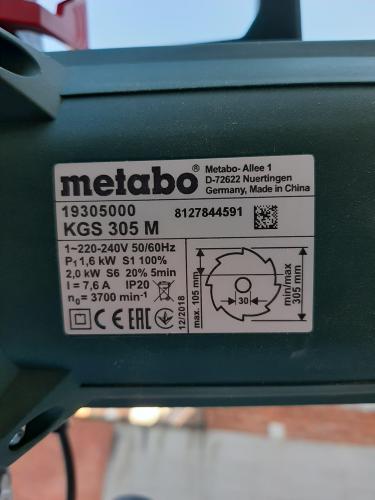 metabo®
Metabo- Allee 1
D-72622 Nuertingen
Germany, Made in China
19305000
8127844591
KGS 305 M
1~220-240V 50/60Hz
P₁ 1,6 kW S1 100%
2,0 kW S6 20% 5min
I = 7,6 A IP20
n₀ = 3700 min⁻¹
CE EAC
12/2018
max. 105 mm
30
min/max
305 mm